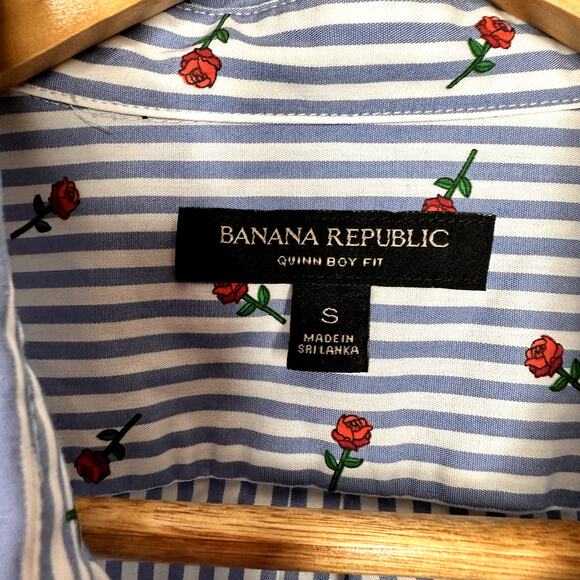 BANANA REPUBLIC
QUINN BOY FIT
S
MADE IN
SRI LANKA